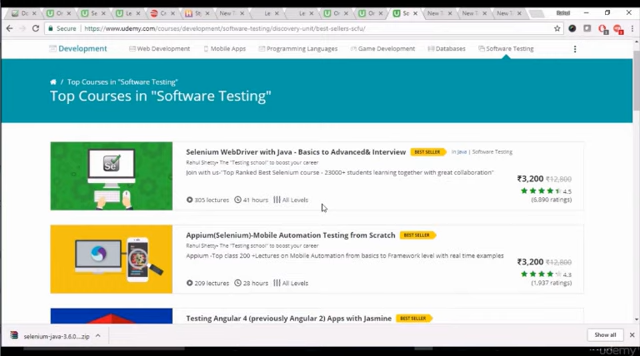 Rahul
Secure
https://www.udemy.com/courses/development/software-testing/discovery-unit/best-sellers-schu/
Development
Web Development
Mobile Apps
Programming Languages
Game Development
Databases
Software Testing
/ Top Courses in "Software Testing"
Top Courses in "Software Testing"
Selenium WebDriver with Java - Basics to Advanced& Interview BEST SELLER in Java | Software Testing
Rahul Shetty•The "Testing school" to boost your career
Join with us-"Top Ranked Best Selenium course - 23000+ students learning together with great collaboration"
₹3,200 ₹12,800
4.5
(6,890 ratings)
305 lectures 41 hours All Levels
Appium(Selenium)-Mobile Automation Testing from Scratch BEST SELLER
Rahul Shetty•The "Testing school" to boost your career
Appium -Top class 200 +Lectures on Mobile Automation from basics to Framework level with real time examples
₹3,200 ₹12,800
4.3
(1,937 ratings)
209 lectures 28 hours All Levels
Testing Angular 4 (previously Angular 2) Apps with Jasmine BEST SELLER
selenium-java-3.6.0....zip
Show all
udemy